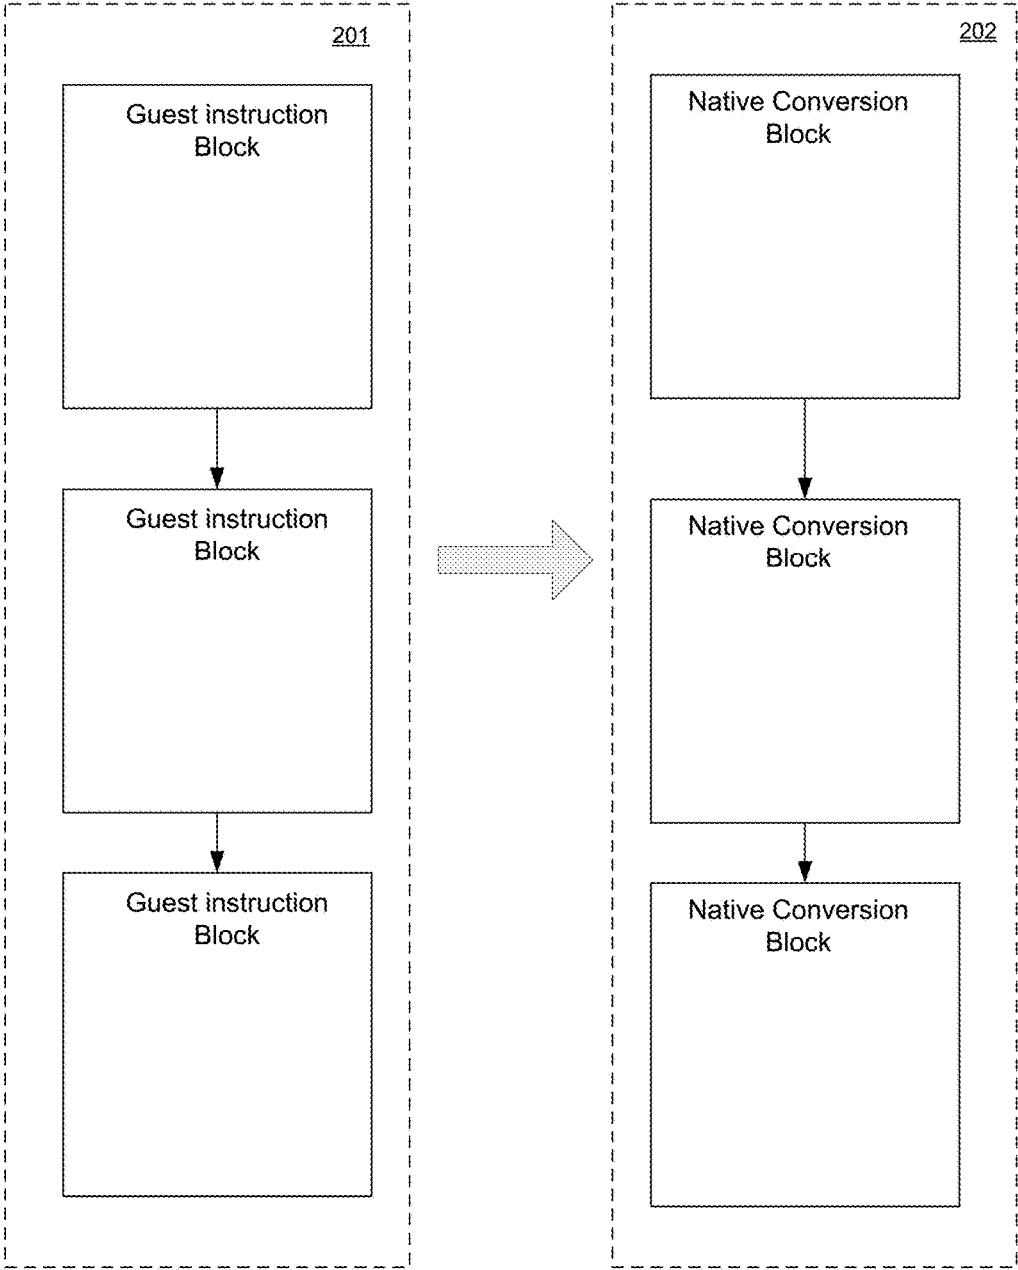 201
Guest instruction
Block
Guest instruction
Block
Guest instruction
Block
202
Native Conversion
Block
Native Conversion
Block
Native Conversion
Block